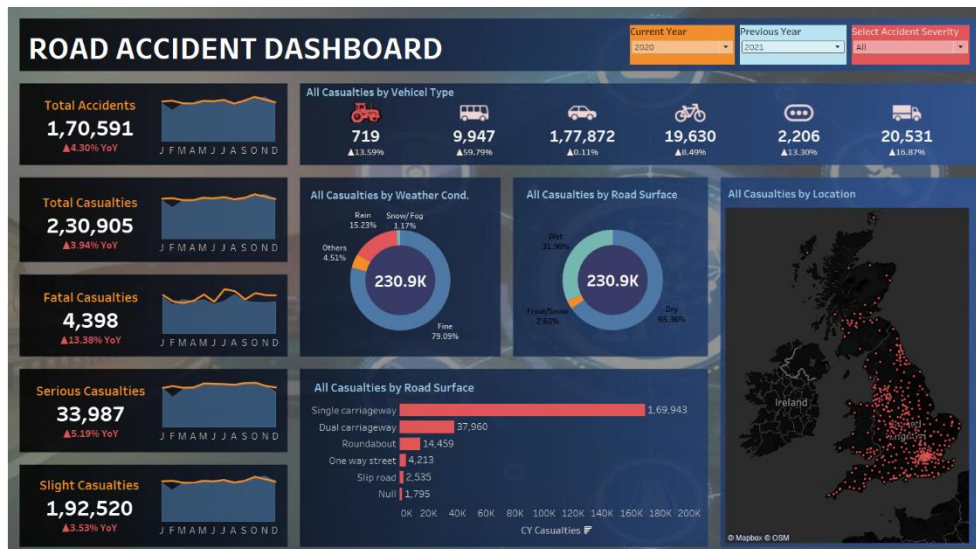 ROAD ACCIDENT DASHBOARD
Current Year
2020
Previous Year
2021
Select Accident Severity
All
Total Accidents
1,70,591
▲4.30% YoY
J F M A M J J A S O N D
All Casualties by Vehicel Type
719
▲13.59%
9,947
▲59.79%
1,77,872
▲0.11%
19,630
▲8.49%
2,206
▲13.30%
20,531
▲16.87%
Total Casualties
2,30,905
▲3.94% YoY
J F M A M J J A S O N D
Fatal Casualties
4,398
▲13.38% YoY
J F M A M J J A S O N D
Serious Casualties
33,987
▲5.19% YoY
J F M A M J J A S O N D
Slight Casualties
1,92,520
▲3.53% YoY
J F M A M J J A S O N D
All Casualties by Weather Cond.
Rain
15.23%
Snow/Fog
1.17%
Others
4.51%
230.9K
Fine
79.09%
All Casualties by Road Surface
Wet
31.90%
230.9K
Frost/Snow
2.63%
Dry
65.36%
All Casualties by Road Surface
Single carriageway 1,69,943
Dual carriageway 37,960
Roundabout 14,459
One way street 4,213
Slip road 2,535
Null 1,795
0K 20K 40K 60K 80K 100K 120K 140K 160K 180K 200K
CY Casualties
All Casualties by Location
Ireland
© Mapbox © OSM